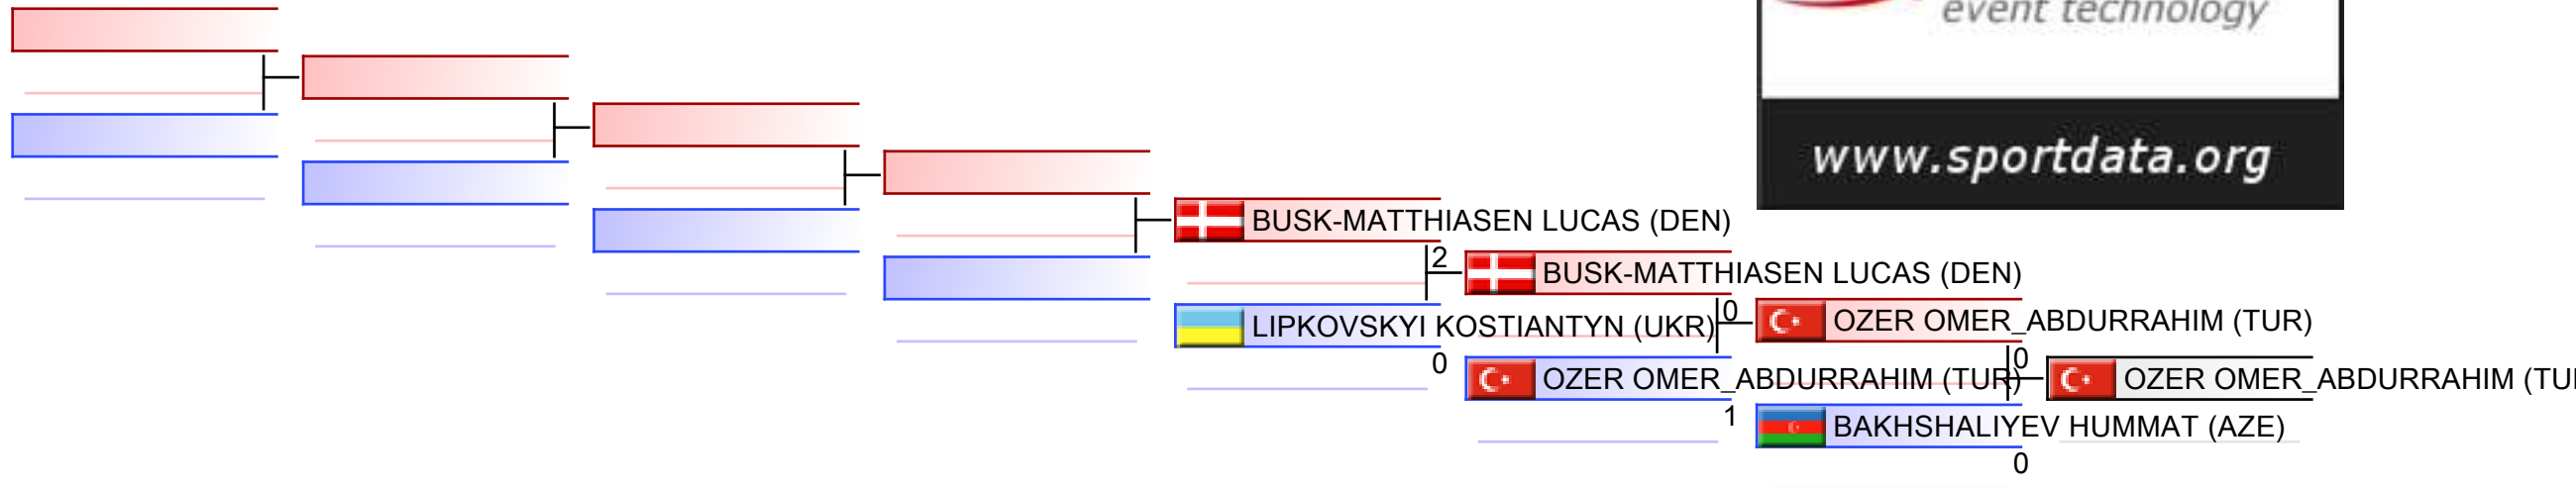 event technology
www.sportdata.org
BUSK-MATTHIASEN LUCAS (DEN)
2
BUSK-MATTHIASEN LUCAS (DEN)
LIPKOVSKYI KOSTIANTYN (UKR)
0
0
OZER OMER_ABDURRAHIM (TUR)
OZER OMER_ABDURRAHIM (TUR)
1
0
OZER OMER_ABDURRAHIM (TU
BAKHSHALIYEV HUMMAT (AZE)
0